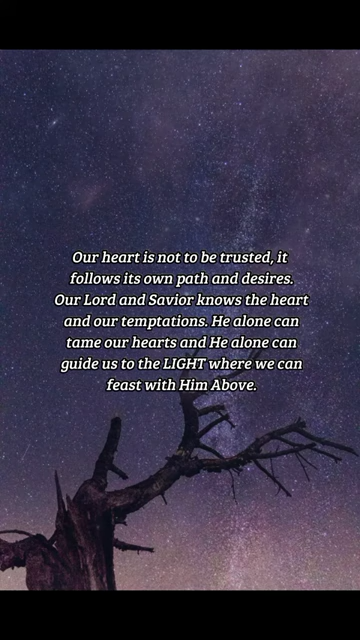 Our heart is not to be trusted, it
follows its own path and desires.
Our Lord and Savior knows the heart
and our temptations. He alone can
tame our hearts and He alone can
guide us to the LIGHT where we can
feast with Him Above.